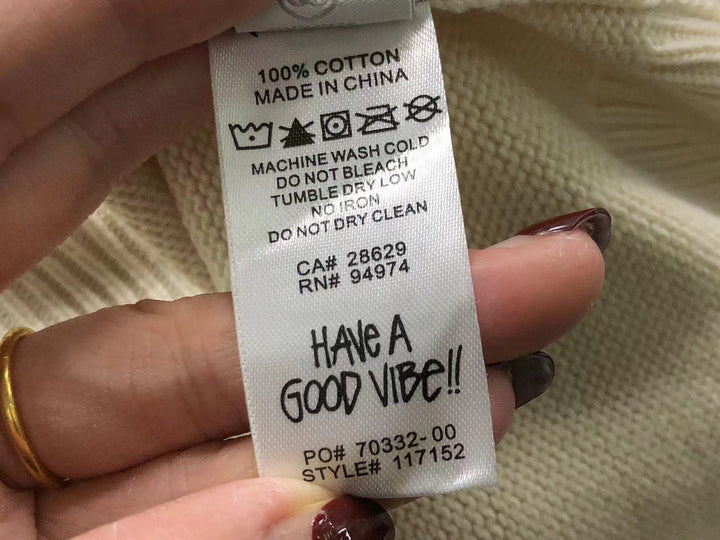 100% COTTON
MADE IN CHINA
MACHINE WASH COLD
DO NOT BLEACH
TUMBLE DRY LOW
NO IRON
DO NOT DRY CLEAN
CA# 28629
RN# 94974
HAVE A
GOOD VIBE!!
PO# 70332-00
STYLE# 117152